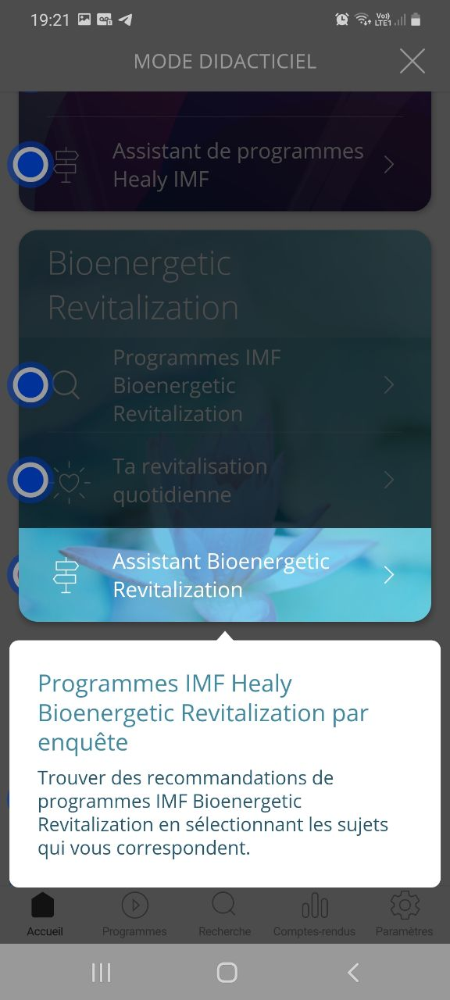 19:21
Vo))
LTE1
MODE DIDACTICIEL
Assistant de programmes
Healy IMF
Bioenergetic
Revitalization
Programmes IMF
Bioenergetic
Revitalization
Ta revitalisation
quotidienne
Assistant Bioenergetic
Revitalization
Programmes IMF Healy
Bioenergetic Revitalization par
enquête
Trouver des recommandations de
programmes IMF Bioenergetic
Revitalization en sélectionnant les sujets
qui vous correspondent.
Accueil
Programmes
Recherche
Comptes-rendus
Paramètres